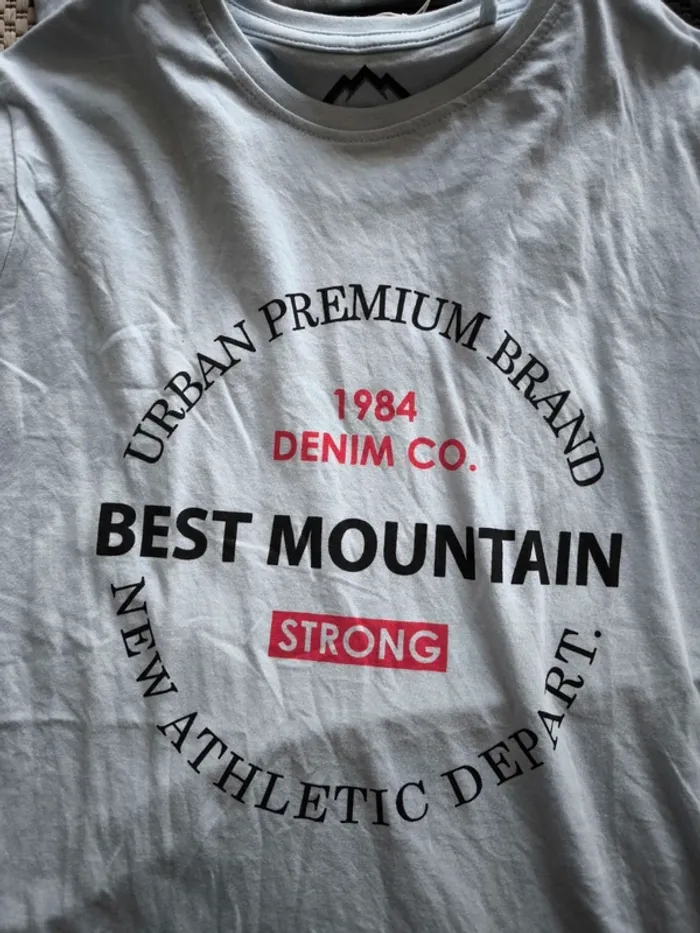 URBAN PREMIUM BRAND
1984
DENIM CO.
BEST MOUNTAIN
STRONG
NEW ATHLETIC DEPART.